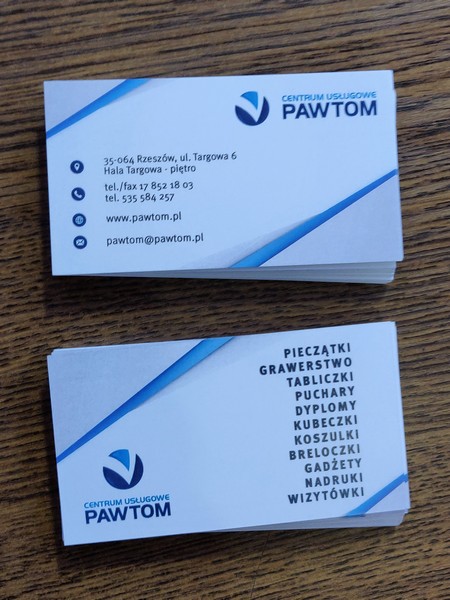 CENTRUM USŁUGOWE
PAWTOM
35-064 Rzeszów, ul. Targowa 6
Hala Targowa - piętro
tel./fax 17 852 18 03
tel. 535 584 257
www.pawtom.pl
pawtom@pawtom.pl
PIECZĄTKI
GRAWERSTWO
TABLICZKI
PUCHARY
DYPLOMY
KUBECZKI
KOSZULKI
BRELOCZKI
GADŻETY
NADRUKI
WIZYTÓWKI
CENTRUM USŁUGOWE
PAWTOM